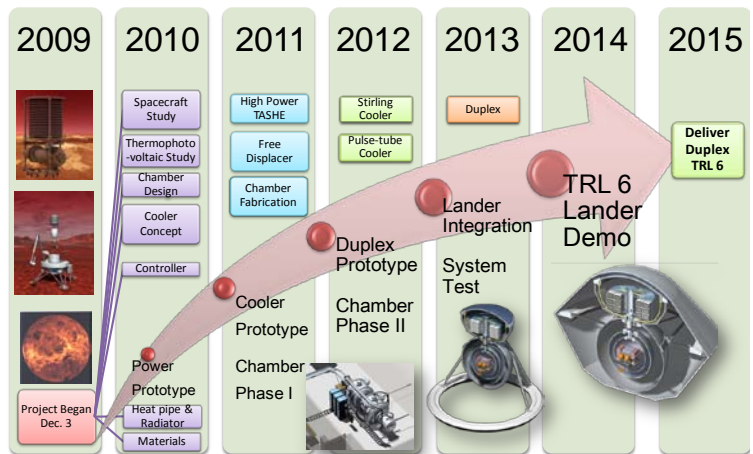 2009
2010
2011
2012
2013
2014
2015
Project Began
Dec. 3
Spacecraft
Study
Thermophoto
-voltaic Study
Chamber
Design
Cooler
Concept
Controller
Power
Prototype
Heat pipe &
Radiator
Materials
High Power
TASHE
Free
Displacer
Chamber
Fabrication
Cooler
Prototype
Chamber
Phase I
Stirling
Cooler
Pulse-tube
Cooler
Duplex
Prototype
Chamber
Phase II
Duplex
Lander
Integration
System
Test
TRL 6
Lander
Demo
Deliver
Duplex
TRL 6